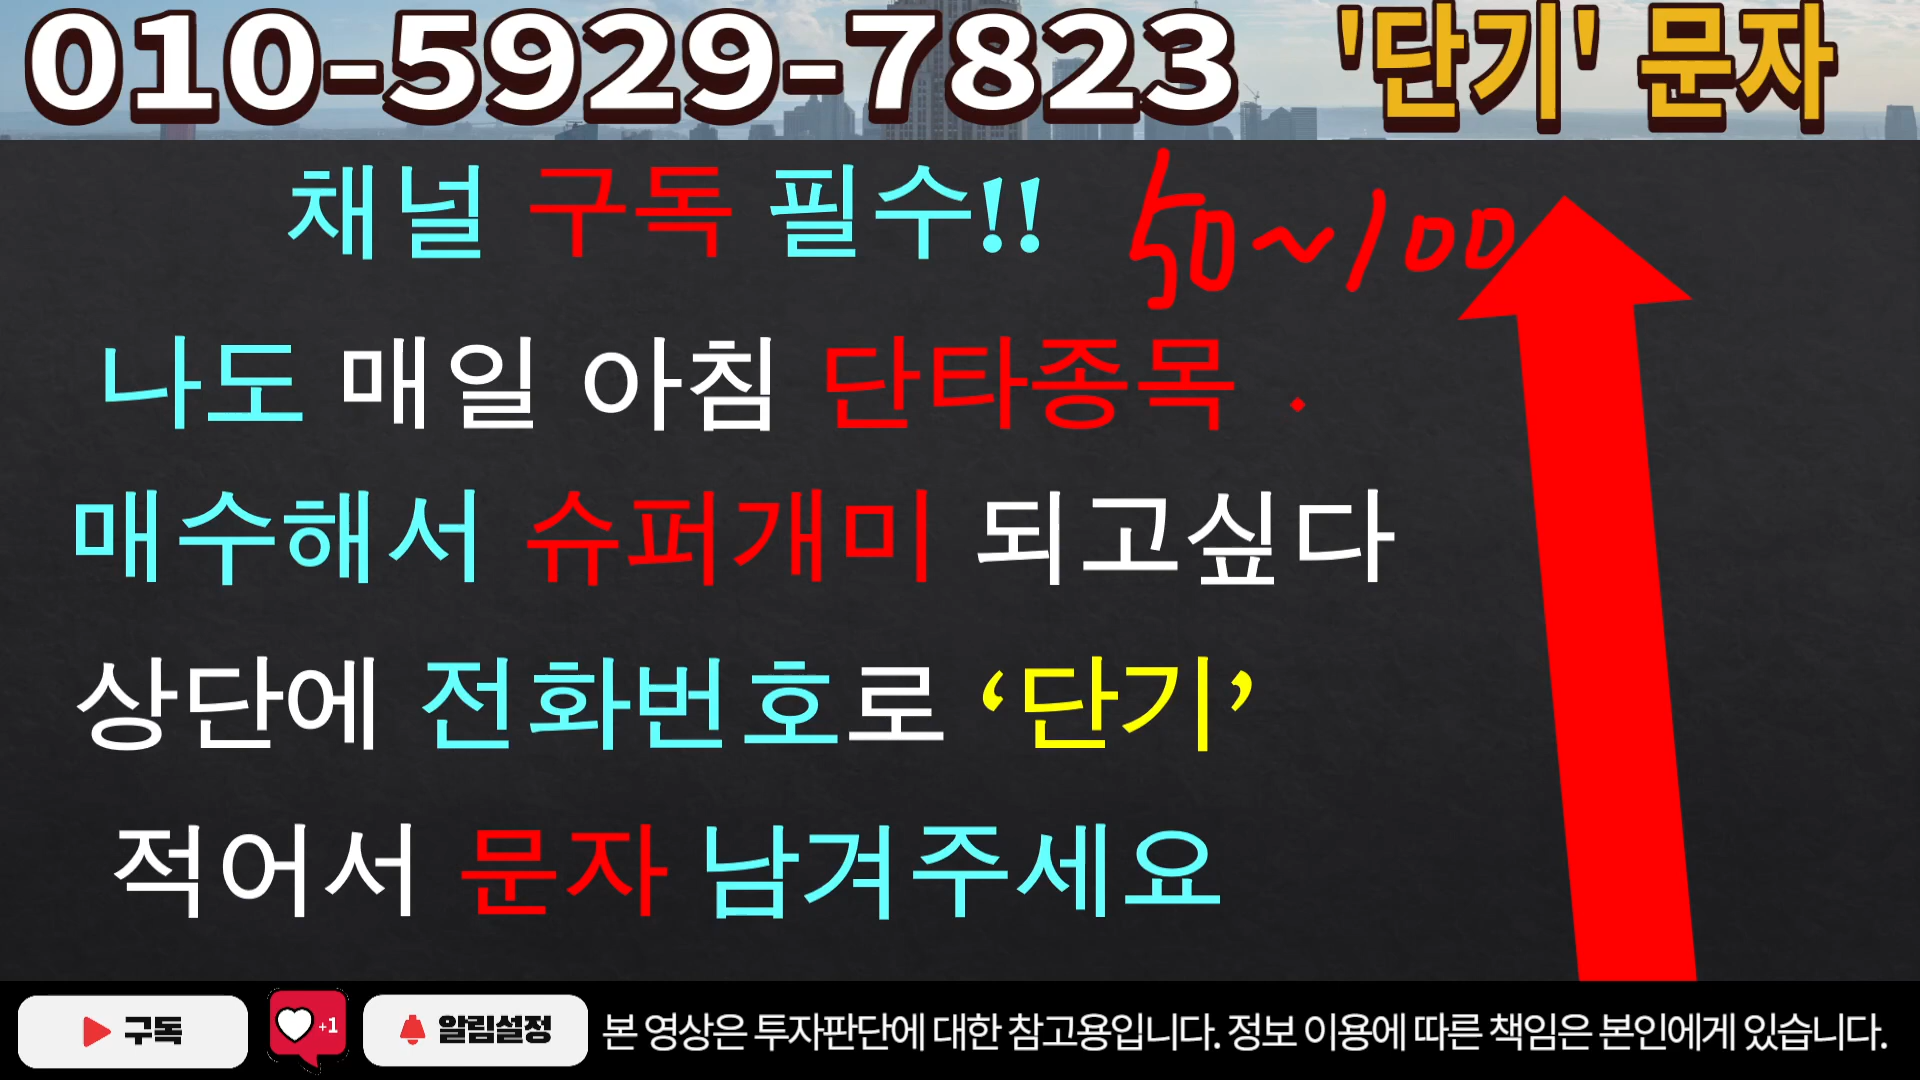 010-5929-7823 '단기' 문자
채널 구독 필수!! 50~100
나도 매일 아침 단타종목 .
매수해서 슈퍼개미 되고싶다
상단에 전화번호로 ‘단기’
적어서 문자 남겨주세요
구독 +1 알림설정 본 영상은 투자판단에 대한 참고용입니다. 정보 이용에 따른 책임은 본인에게 있습니다.